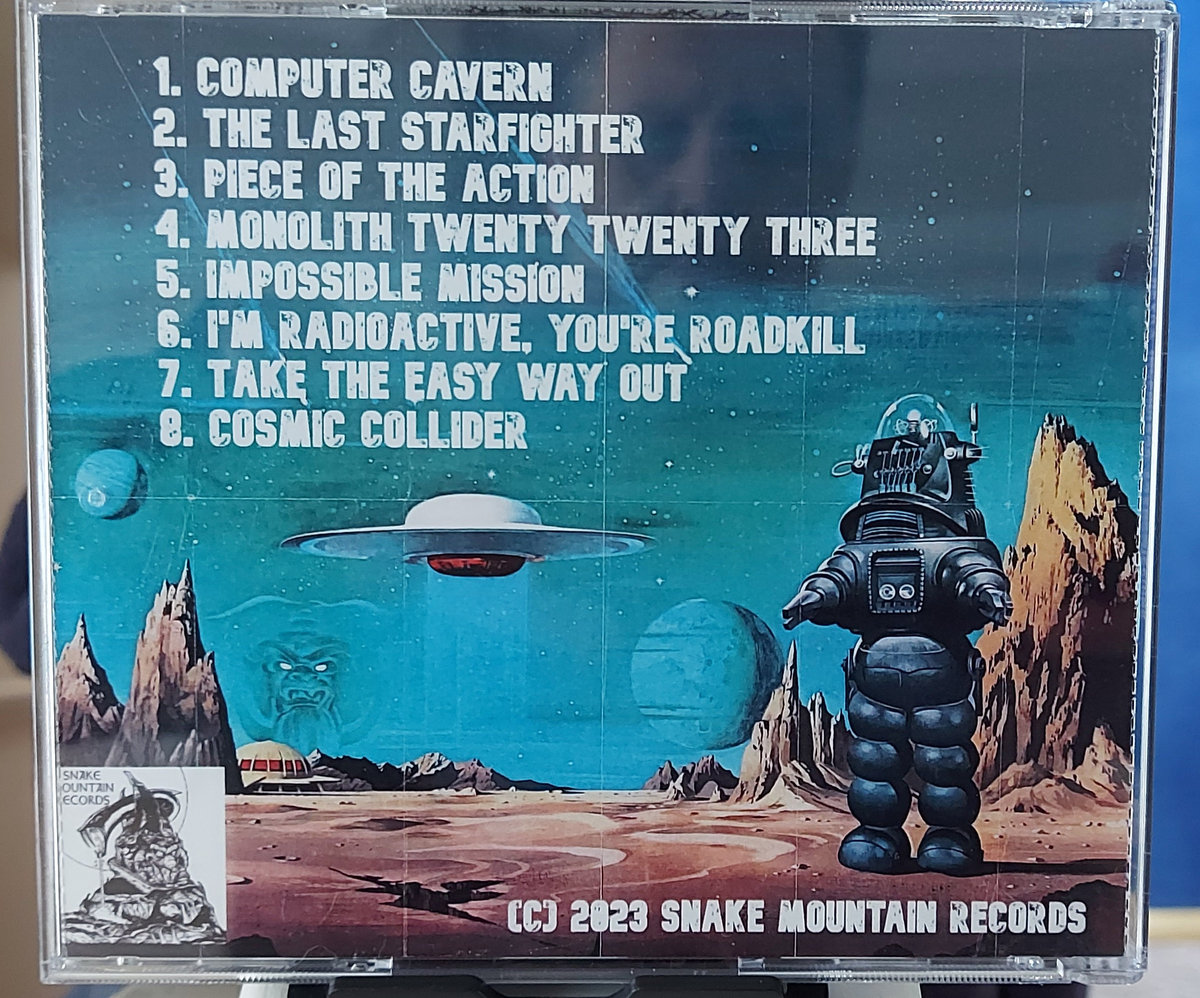 1. COMPUTER CAVERN
2. THE LAST STARFIGHTER
3. PIECE OF THE ACTION
4. MONOLITH TWENTY TWENTY THREE
5. IMPOSSIBLE MISSION
6. I'M RADIOACTIVE, YOU'RE ROADKILL
7. TAKE THE EASY WAY OUT
8. COSMIC COLLIDER
SNAKE
OUNTAIN
ECORDS
(C) 2023 SNAKE MOUNTAIN RECORDS